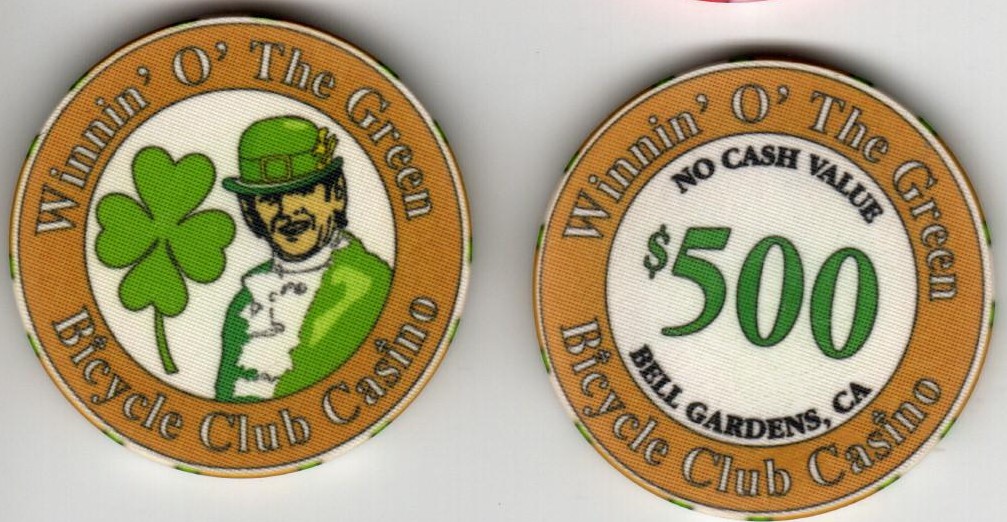 Winnin' O' The Green
Bicycle Club Casino
Winnin' O' The Green
NO CASH VALUE
$500
BELL GARDENS, CA
Bicycle Club Casino